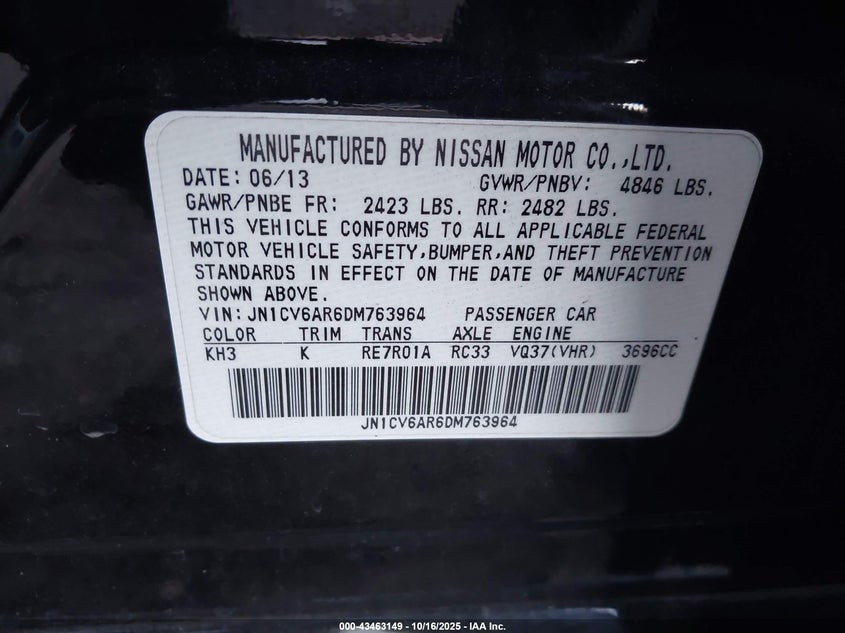 MANUFACTURED BY NISSAN MOTOR CO.,LTD.
DATE: 06/13 GVWR/PNBV: 4846 LBS.
GAWR/PNBE FR: 2423 LBS. RR: 2482 LBS.
THIS VEHICLE CONFORMS TO ALL APPLICABLE FEDERAL
MOTOR VEHICLE SAFETY,BUMPER,AND THEFT PREVENTION
STANDARDS IN EFFECT ON THE DATE OF MANUFACTURE
SHOWN ABOVE.
VIN:JN1CV6AR6DM763964 PASSENGER CAR
COLOR TRIM TRANS AXLE ENGINE
KH3 K RE7R01A RC33 VQ37(VHR) 3696CC
JN1CV6AR6DM763964
000-43463149 - 10/16/2025 - IAA Inc.